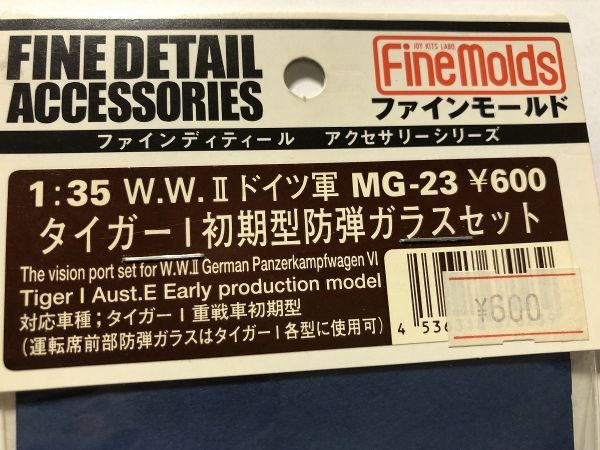 FINE DETAIL
ACCESSORIES
JOY KITS LABO
FineMolds
ファインモールド
ファインディティール アクセサリーシリーズ
1:35 W.W.Ⅱドイツ軍 MG-23 ¥600
タイガーI初期型防弾ガラスセット
The vision port set for W.W.Ⅱ German Panzerkampfwagen Ⅵ
Tiger I Aust.E Early production model
対応車種；タイガーI重戦車初期型
（運転席前部防弾ガラスはタイガーI各型に使用可）
¥600